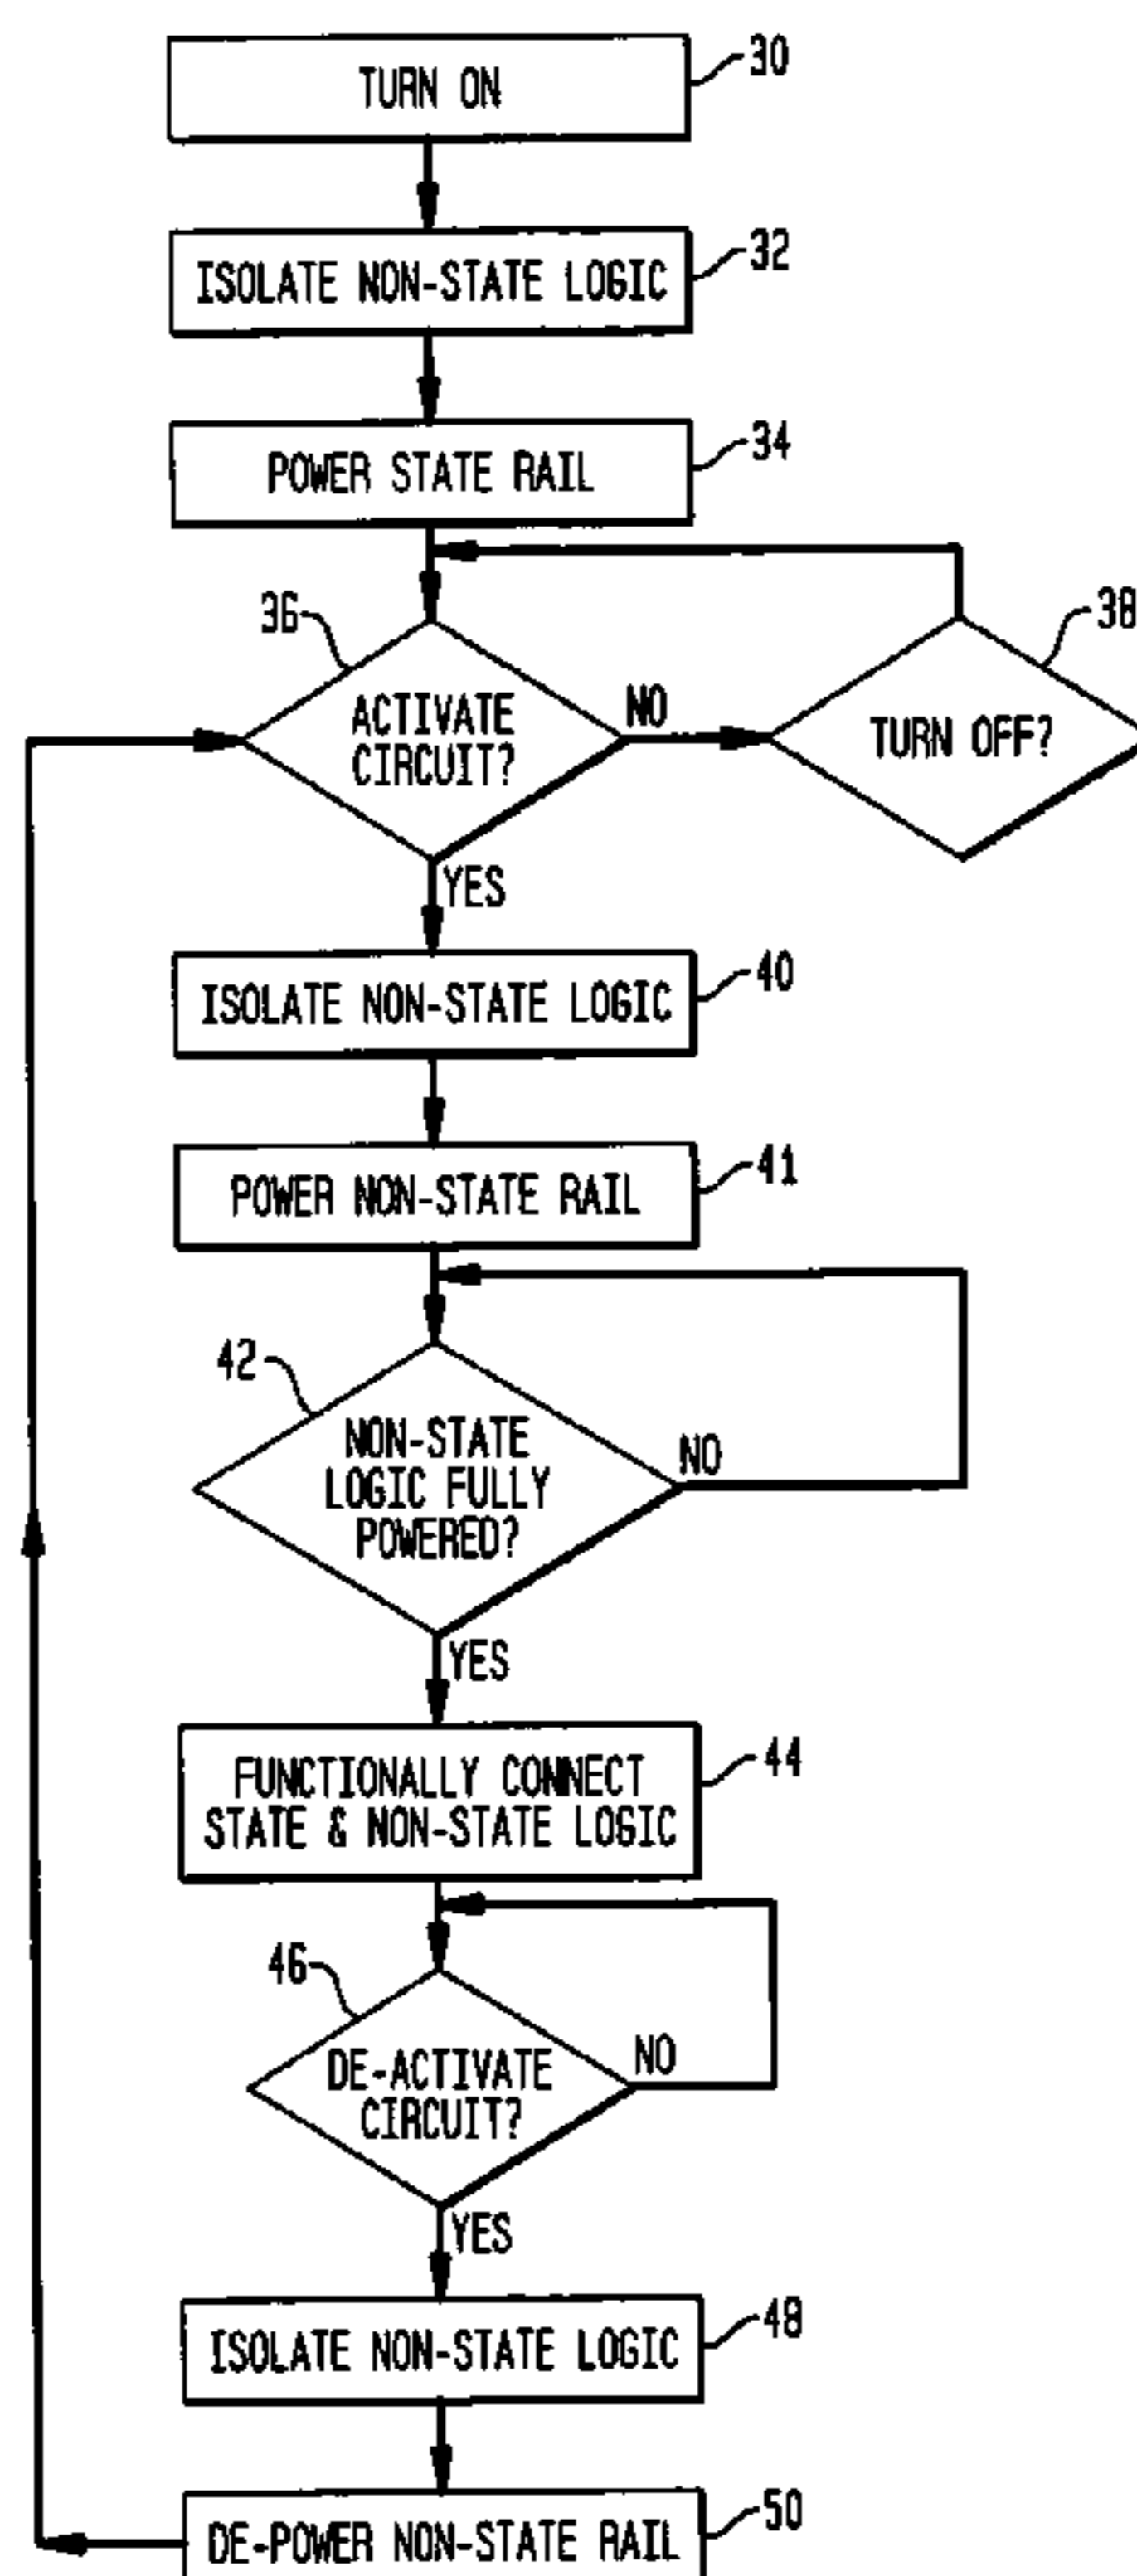 TURN ON
30
ISOLATE NON-STATE LOGIC
32
POWER STATE RAIL
34
36
ACTIVATE
CIRCUIT?
NO
TURN OFF?
38
YES
ISOLATE NON-STATE LOGIC
40
POWER NON-STATE RAIL
41
42
NON-STATE
LOGIC FULLY
POWERED?
NO
YES
FUNCTIONALLY CONNECT
STATE & NON-STATE LOGIC
44
46
DE-ACTIVATE
CIRCUIT?
NO
YES
ISOLATE NON-STATE LOGIC
48
DE-POWER NON-STATE RAIL
50